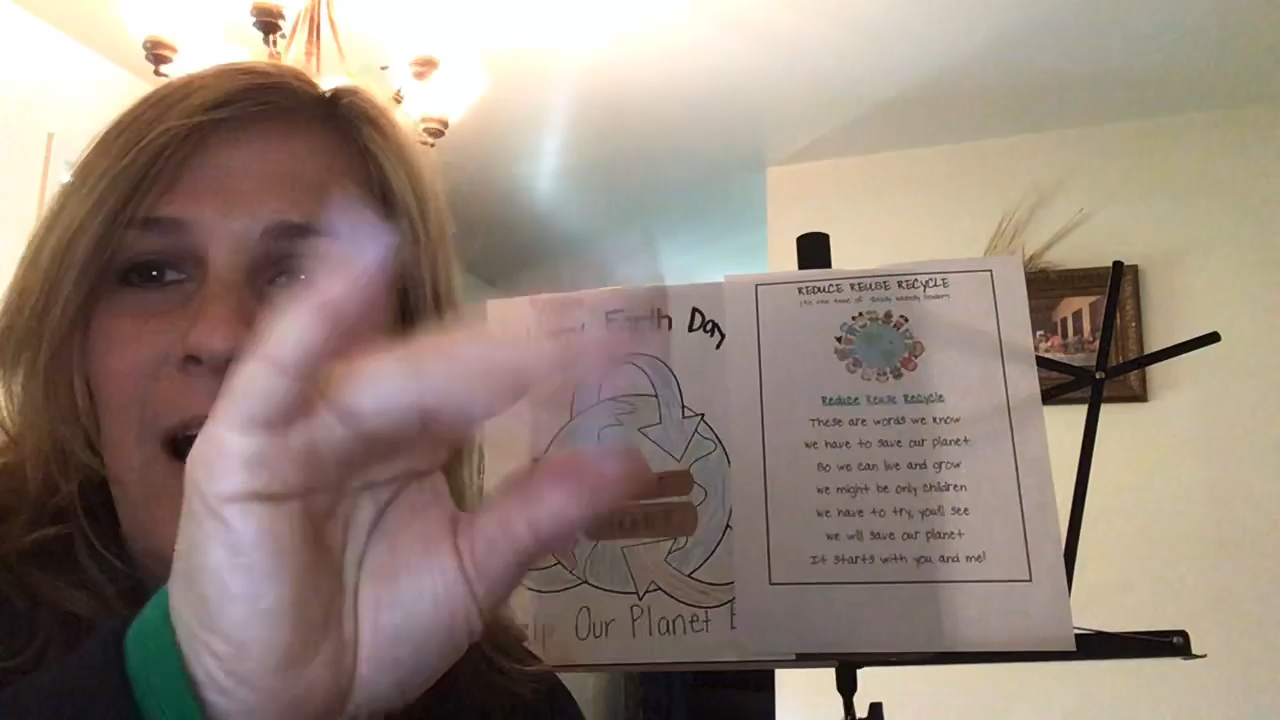 Earth Day
Our Planet
REDUCE REUSE RECYCLE
Reduce Reuse Recycle
These are words we know
We have to save our planet
So we can live and grow
We might be only children
We have to try, you'll see
We will save our planet
It starts with you and me!